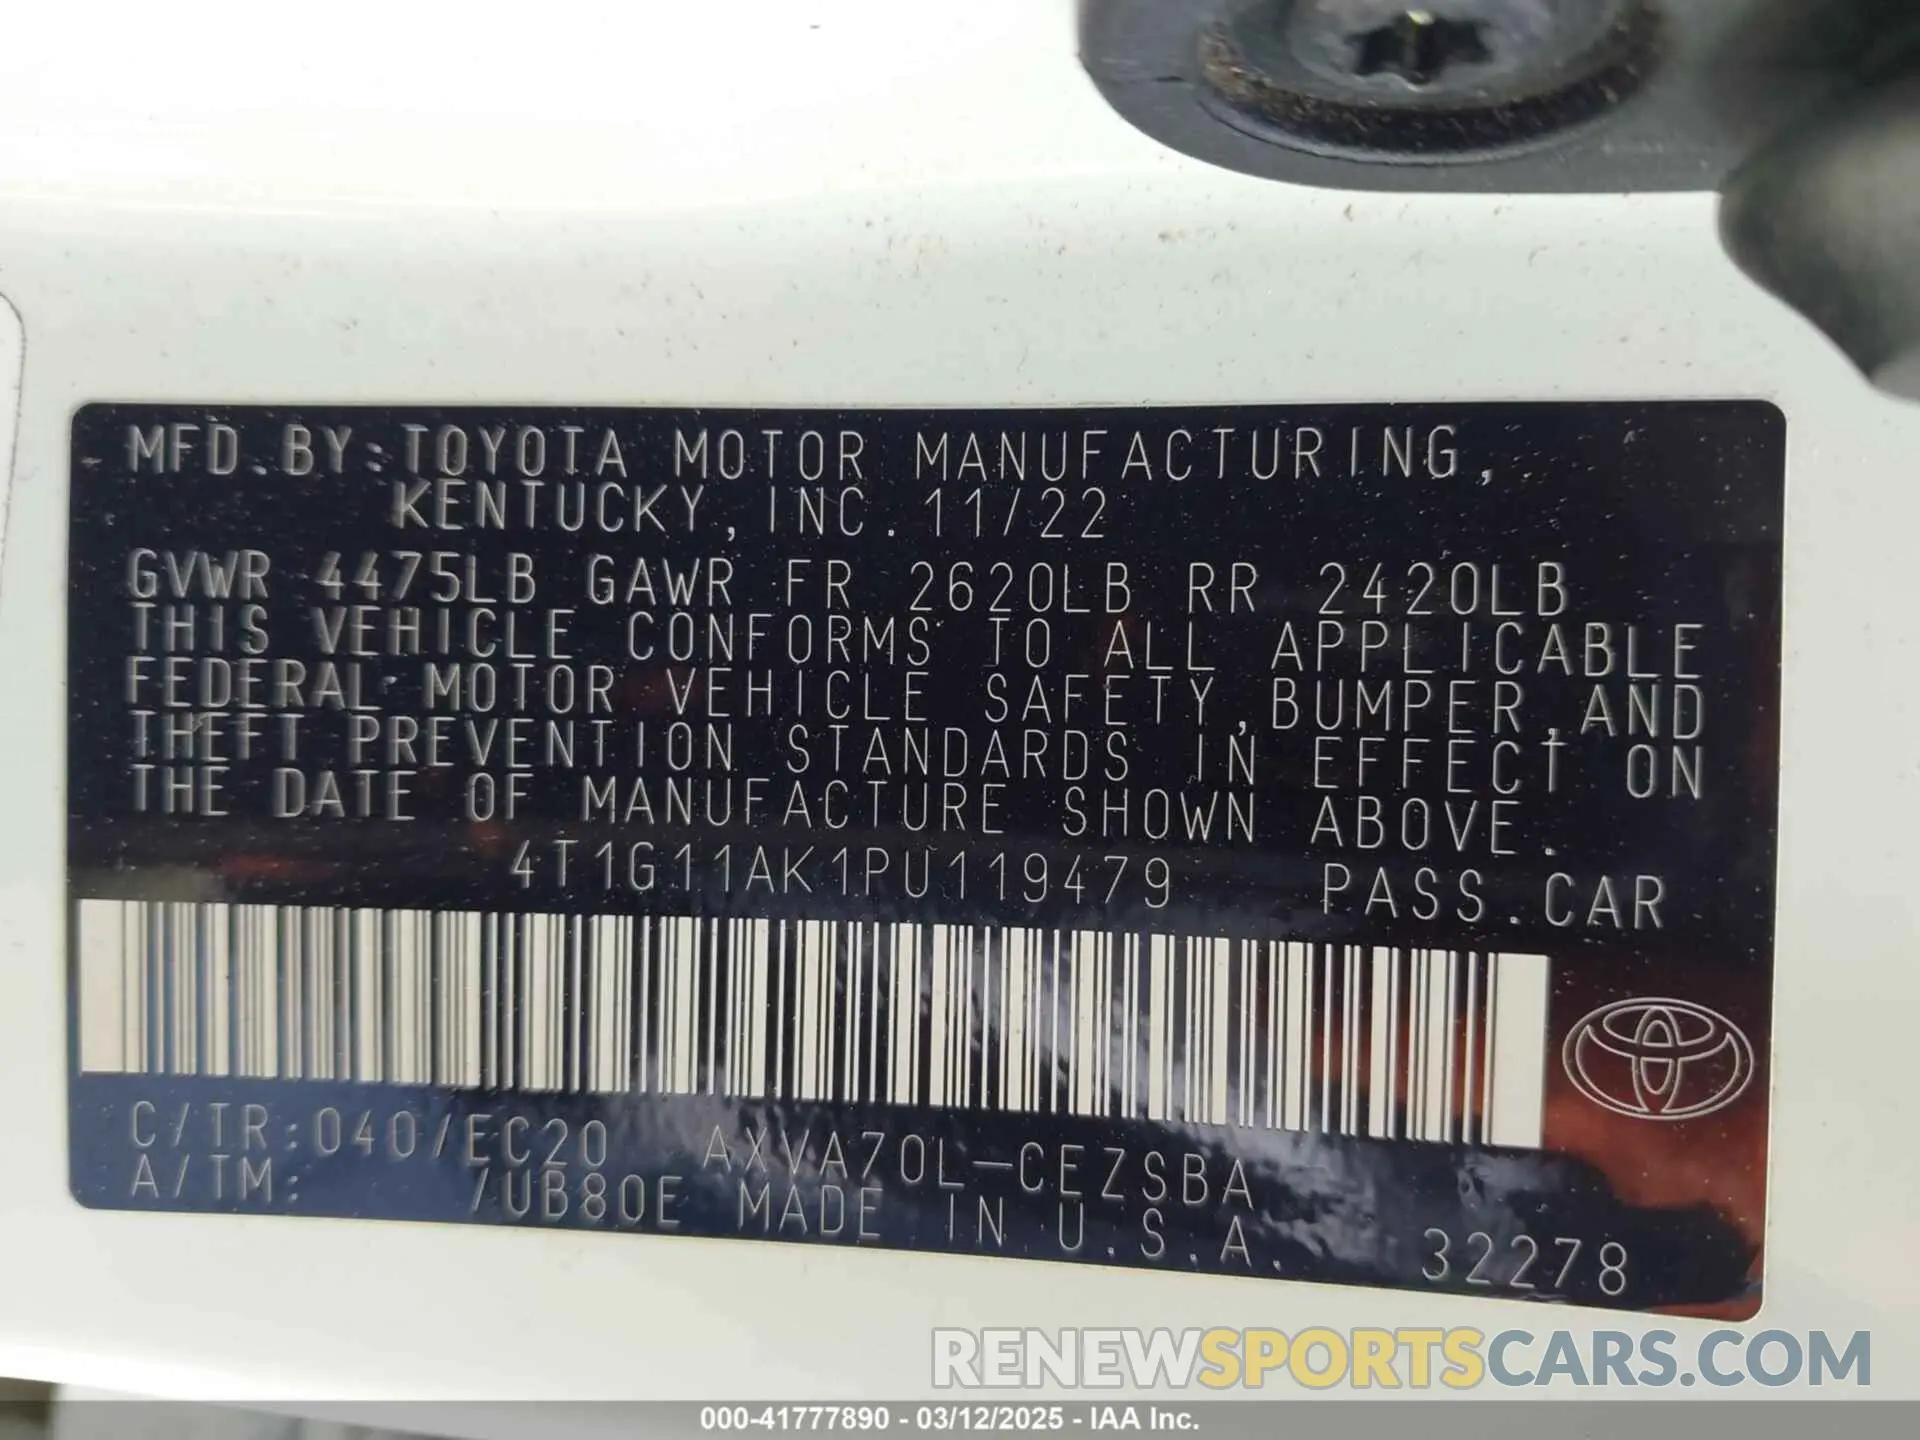 MFD.BY:TOYOTA MOTOR MANUFACTURING,
KENTUCKY,INC.11/22
GVWR 4475LB GAWR FR 2620LB RR 2420LB
THIS VEHICLE CONFORMS TO ALL APPLICABLE
FEDERAL MOTOR VEHICLE SAFETY,BUMPER,AND
THEFT PREVENTION STANDARDS IN EFFECT ON
THE DATE OF MANUFACTURE SHOWN ABOVE.
4T1G11AK1PU119479 PASS.CAR
C/TR:040/EC20 AXVA70L-CEZSBA
A/TM: /UB80E MADE IN U.S.A. 32278
RENEWSPORTSCARS.COM
000-41777890 - 03/12/2025 - IAA Inc.